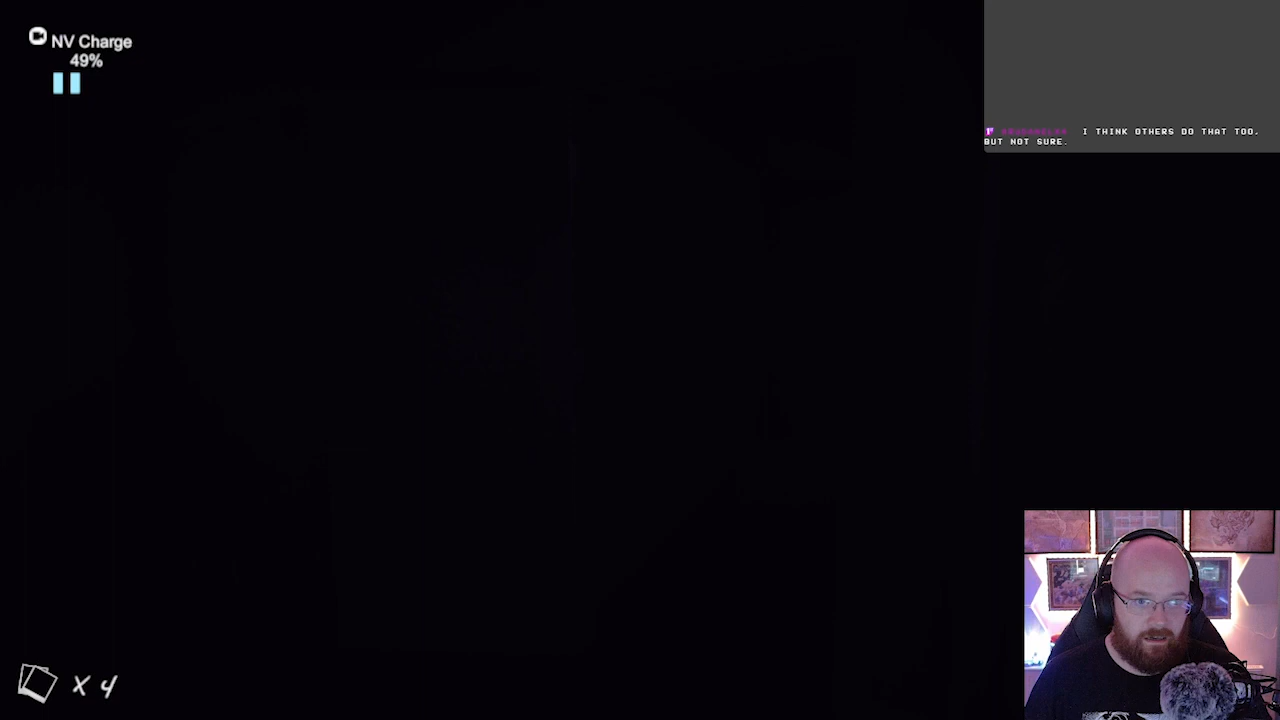 NV Charge
49%
I THINK OTHERS DO THAT TOO.
BUT NOT SURE.
X 4